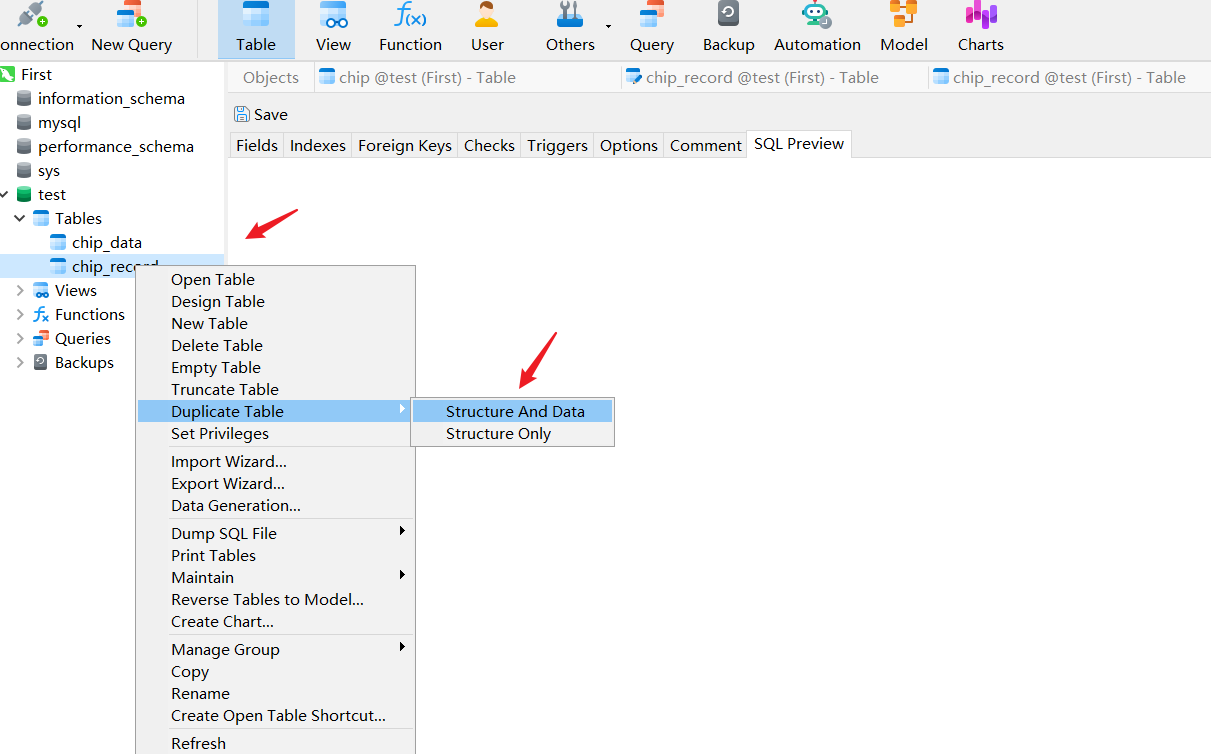 onnection New Query Table View Function User Others Query Backup Automation Model Charts
First
information_schema
mysql
performance_schema
sys
test
Tables
chip_data
chip_record
Views
Functions
Queries
Backups
Objects chip @test (First) - Table chip_record @test (First) - Table chip_record @test (First) - Table
Save
Fields Indexes Foreign Keys Checks Triggers Options Comment SQL Preview
Open Table
Design Table
New Table
Delete Table
Empty Table
Truncate Table
Duplicate Table
Set Privileges
Import Wizard...
Export Wizard...
Data Generation...
Dump SQL File
Print Tables
Maintain
Reverse Tables to Model...
Create Chart...
Manage Group
Copy
Rename
Create Open Table Shortcut...
Refresh
Structure And Data
Structure Only